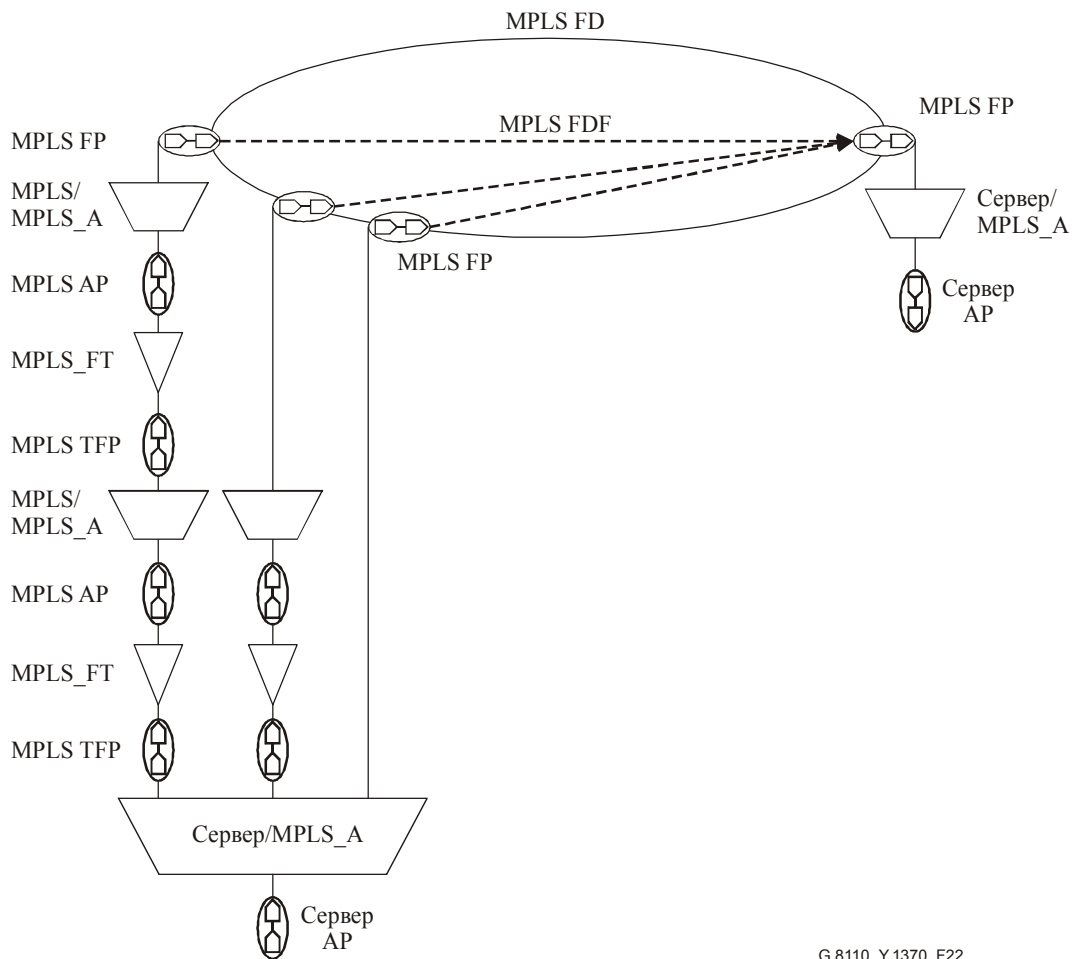 MPLS FD
MPLS FP
MPLS FP
MPLS FDF
MPLS/
MPLS_A
Сервер/
MPLS_A
MPLS FP
MPLS AP
Сервер
AP
MPLS_FT
MPLS TFP
MPLS/
MPLS_A
MPLS AP
MPLS_FT
MPLS TFP
Сервер/MPLS_A
Сервер
AP
G.8110_Y.1370_F22